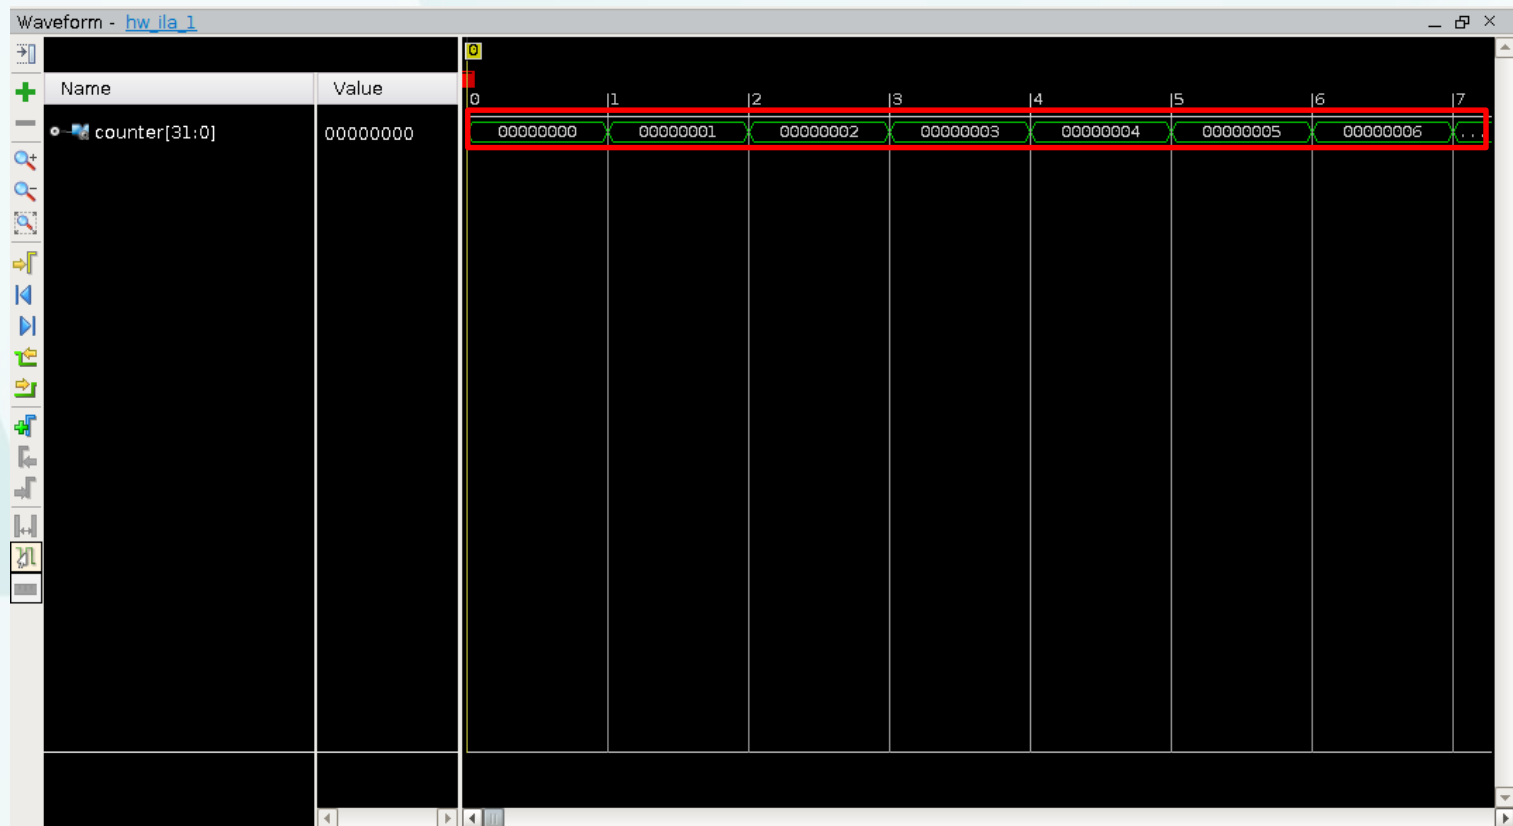 Waveform - hw_ila_1
0
Name Value
0 1 2 3 4 5 6 7
counter[31:0] 00000000 00000000 00000001 00000002 00000003 00000004 00000005 00000006 ...